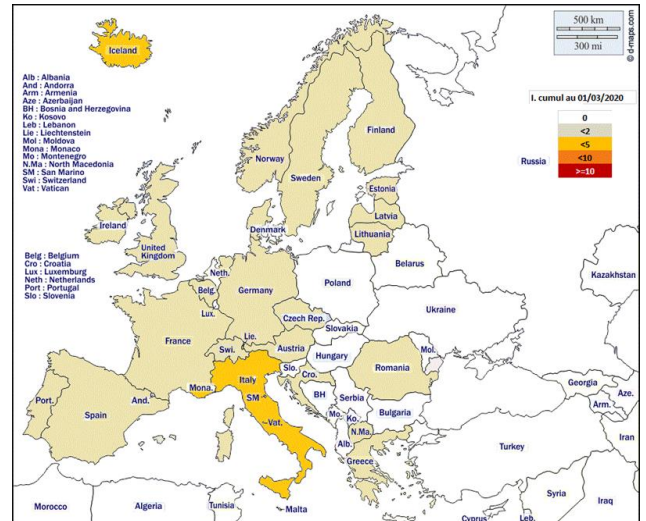 500 km
300 mi
© d-maps.com
Iceland
Alb : Albania
And : Andorra
Arm : Armenia
Aze : Azerbaijan
BH : Bosnia and Herzegovina
Ko : Kosovo
Leb : Lebanon
Lie : Liechtenstein
Mol : Moldova
Mona : Monaco
Mo : Montenegro
N.Ma : North Macedonia
SM : San Marino
Swi : Switzerland
Vat : Vatican
I. cumul au 01/03/2020
0
<2
<5
<10
>=10
Finland
Norway
Sweden
Russia
Estonia
Latvia
Lithuania
Ireland
Denmark
United
Kingdom
Belg : Belgium
Cro : Croatia
Lux : Luxemburg
Neth : Netherlands
Port : Portugal
Slo : Slovenia
Neth.
Belarus
Kazakhstan
Belg.
Germany
Poland
Lux.
Czech Rep.
Ukraine
Slovakia
France
Lie.
Swi.
Austria
Hungary
Mol.
Slo.
Cro.
Romania
Mona.
Italy
SM
BH
Serbia
Georgia
Port.
Spain
And.
Vat.
Mo.
Ko.
Bulgaria
Arm.
Aze.
N.Ma.
Alb.
Greece
Turkey
Iran
Morocco
Algeria
Tunisia
Malta
Cyprus
Leb.
Syria
Iraq